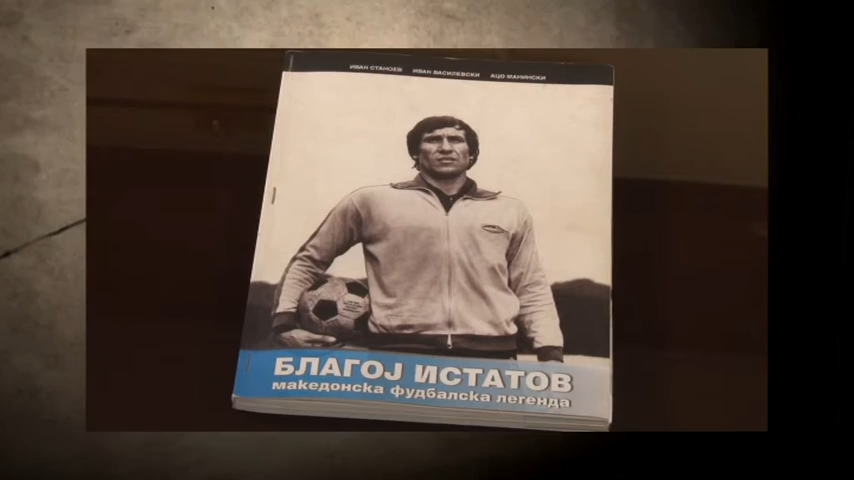 ИВАН СТАНОЕВ ИВАН ВАСИЛЕВСКИ АЦО МАНИНСКИ
БЛАГОЈ ИСТАТОВ
македонска фудбалска легенда